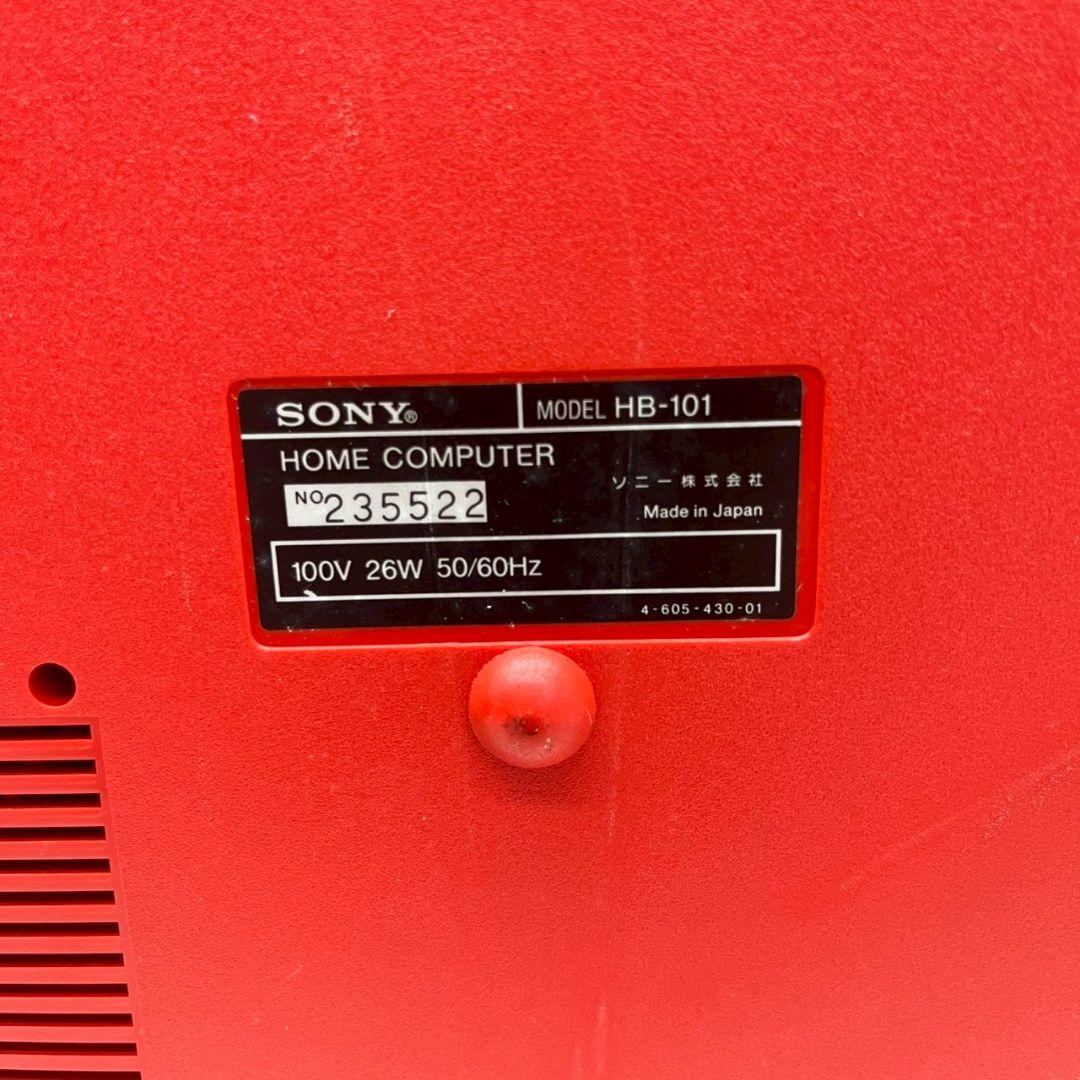 SONY® MODEL HB-101
HOME COMPUTER
ソニー株式会社
NO 235522
Made in Japan
100V 26W 50/60Hz
4-605-430-01